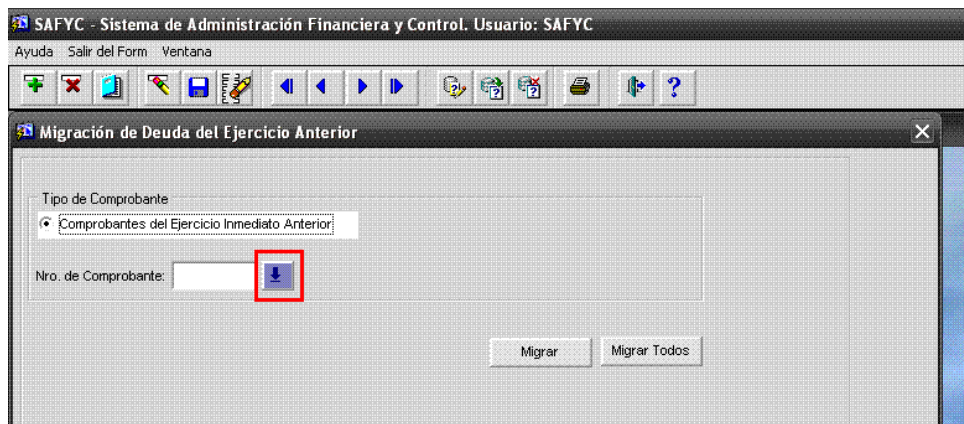 SAFYC - Sistema de Administración Financiera y Control. Usuario: SAFYC
Ayuda Salir del Form Ventana
Migración de Deuda del Ejercicio Anterior
Tipo de Comprobante
Comprobantes del Ejercicio Inmediato Anterior
Nro. de Comprobante:
Migrar Migrar Todos